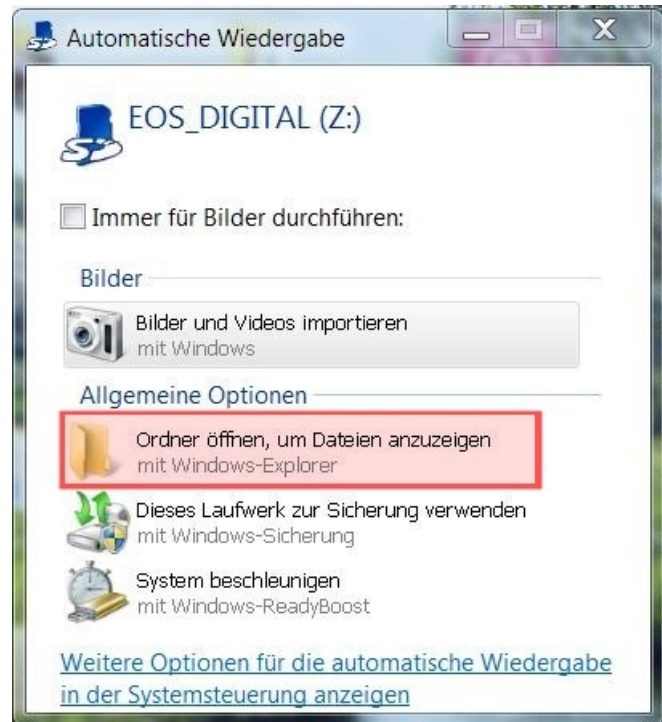 Automatische Wiedergabe
EOS_DIGITAL (Z:)
Immer für Bilder durchführen:
Bilder
Bilder und Videos importieren
mit Windows
Allgemeine Optionen
Ordner öffnen, um Dateien anzuzeigen
mit Windows-Explorer
Dieses Laufwerk zur Sicherung verwenden
mit Windows-Sicherung
System beschleunigen
mit Windows-ReadyBoost
Weitere Optionen für die automatische Wiedergabe
in der Systemsteuerung anzeigen